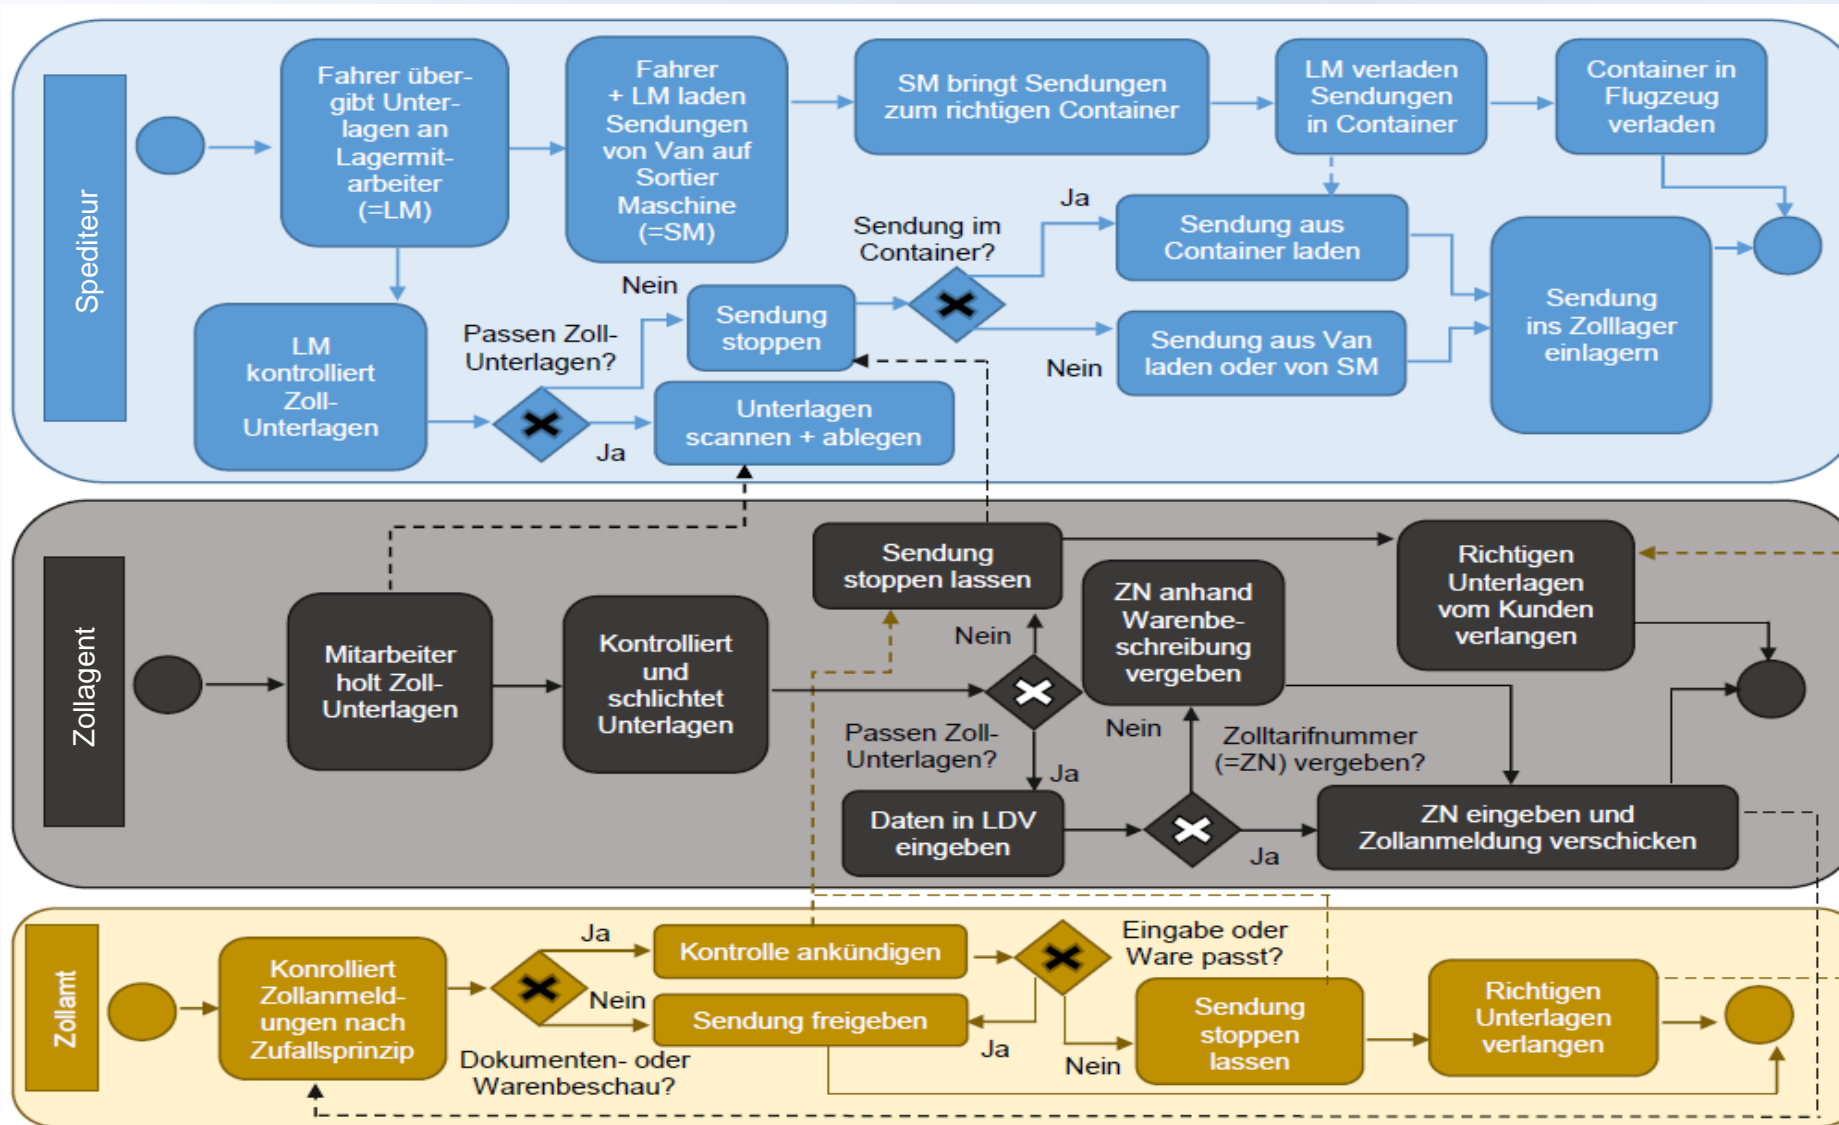 Spediteur
Fahrer über-
gibt Unter-
lagen an
Lagermit-
arbeiter
(=LM)
Fahrer
+ LM laden
Sendungen
von Van auf
Sortier
Maschine
(=SM)
SM bringt Sendungen
zum richtigen Container
LM verladen
Sendungen
in Container
Container in
Flugzeug
verladen
LM
kontrolliert
Zoll-
Unterlagen
Passen Zoll-
Unterlagen?
Nein
Ja
Sendung
stoppen
Unterlagen
scannen + ablegen
Sendung im
Container?
Ja
Nein
Sendung aus
Container laden
Sendung aus Van
laden oder von SM
Sendung
ins Zolllager
einlagern
Zollagent
Mitarbeiter
holt Zoll-
Unterlagen
Kontrolliert
und
schlichtet
Unterlagen
Sendung
stoppen lassen
Nein
Passen Zoll-
Unterlagen?
Ja
Daten in LDV
eingeben
ZN anhand
Warenbe-
schreibung
vergeben
Nein
Zolltarifnummer
(=ZN) vergeben?
Ja
ZN eingeben und
Zollanmeldung verschicken
Richtigen
Unterlagen
vom Kunden
verlangen
Zollamt
Konrolliert
Zollanmeld-
ungen nach
Zufallsprinzip
Ja
Nein
Dokumenten- oder
Warenbeschau?
Kontrolle ankündigen
Sendung freigeben
Eingabe oder
Ware passt?
Ja
Nein
Sendung
stoppen
lassen
Richtigen
Unterlagen
verlangen